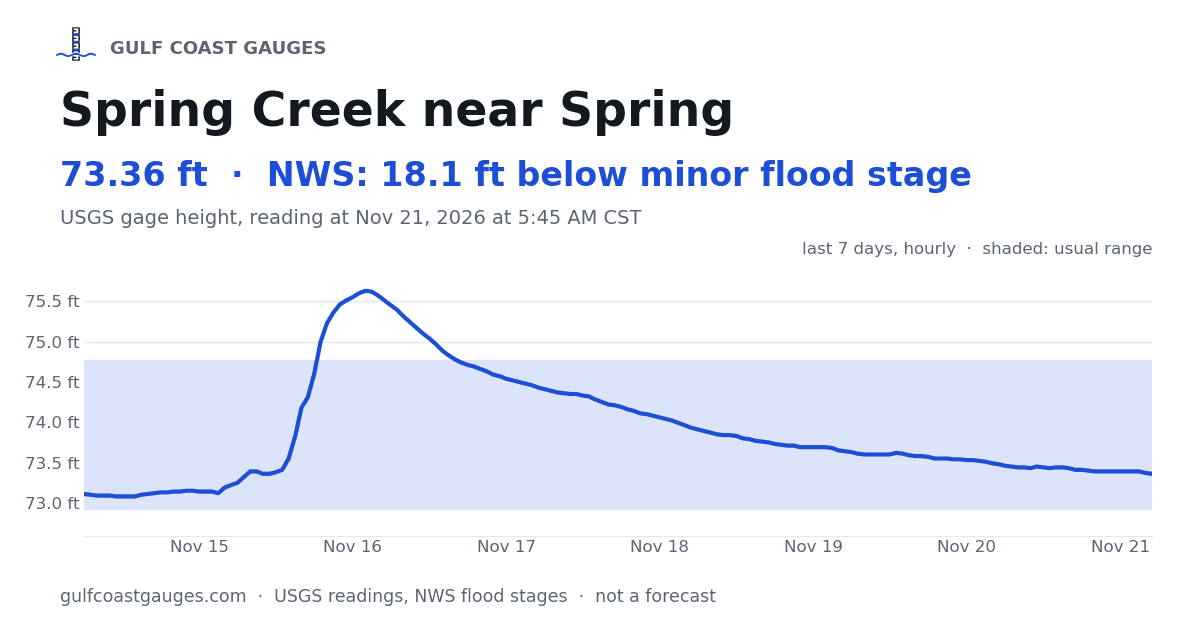 GULF COAST GAUGES
Spring Creek near Spring
73.36 ft · NWS: 18.1 ft below minor flood stage
USGS gage height, reading at Nov 21, 2026 at 5:45 AM CST
last 7 days, hourly · shaded: usual range
75.5 ft
75.0 ft
74.5 ft
74.0 ft
73.5 ft
73.0 ft
Nov 15 Nov 16 Nov 17 Nov 18 Nov 19 Nov 20 Nov 21
gulfcoastgauges.com · USGS readings, NWS flood stages · not a forecast